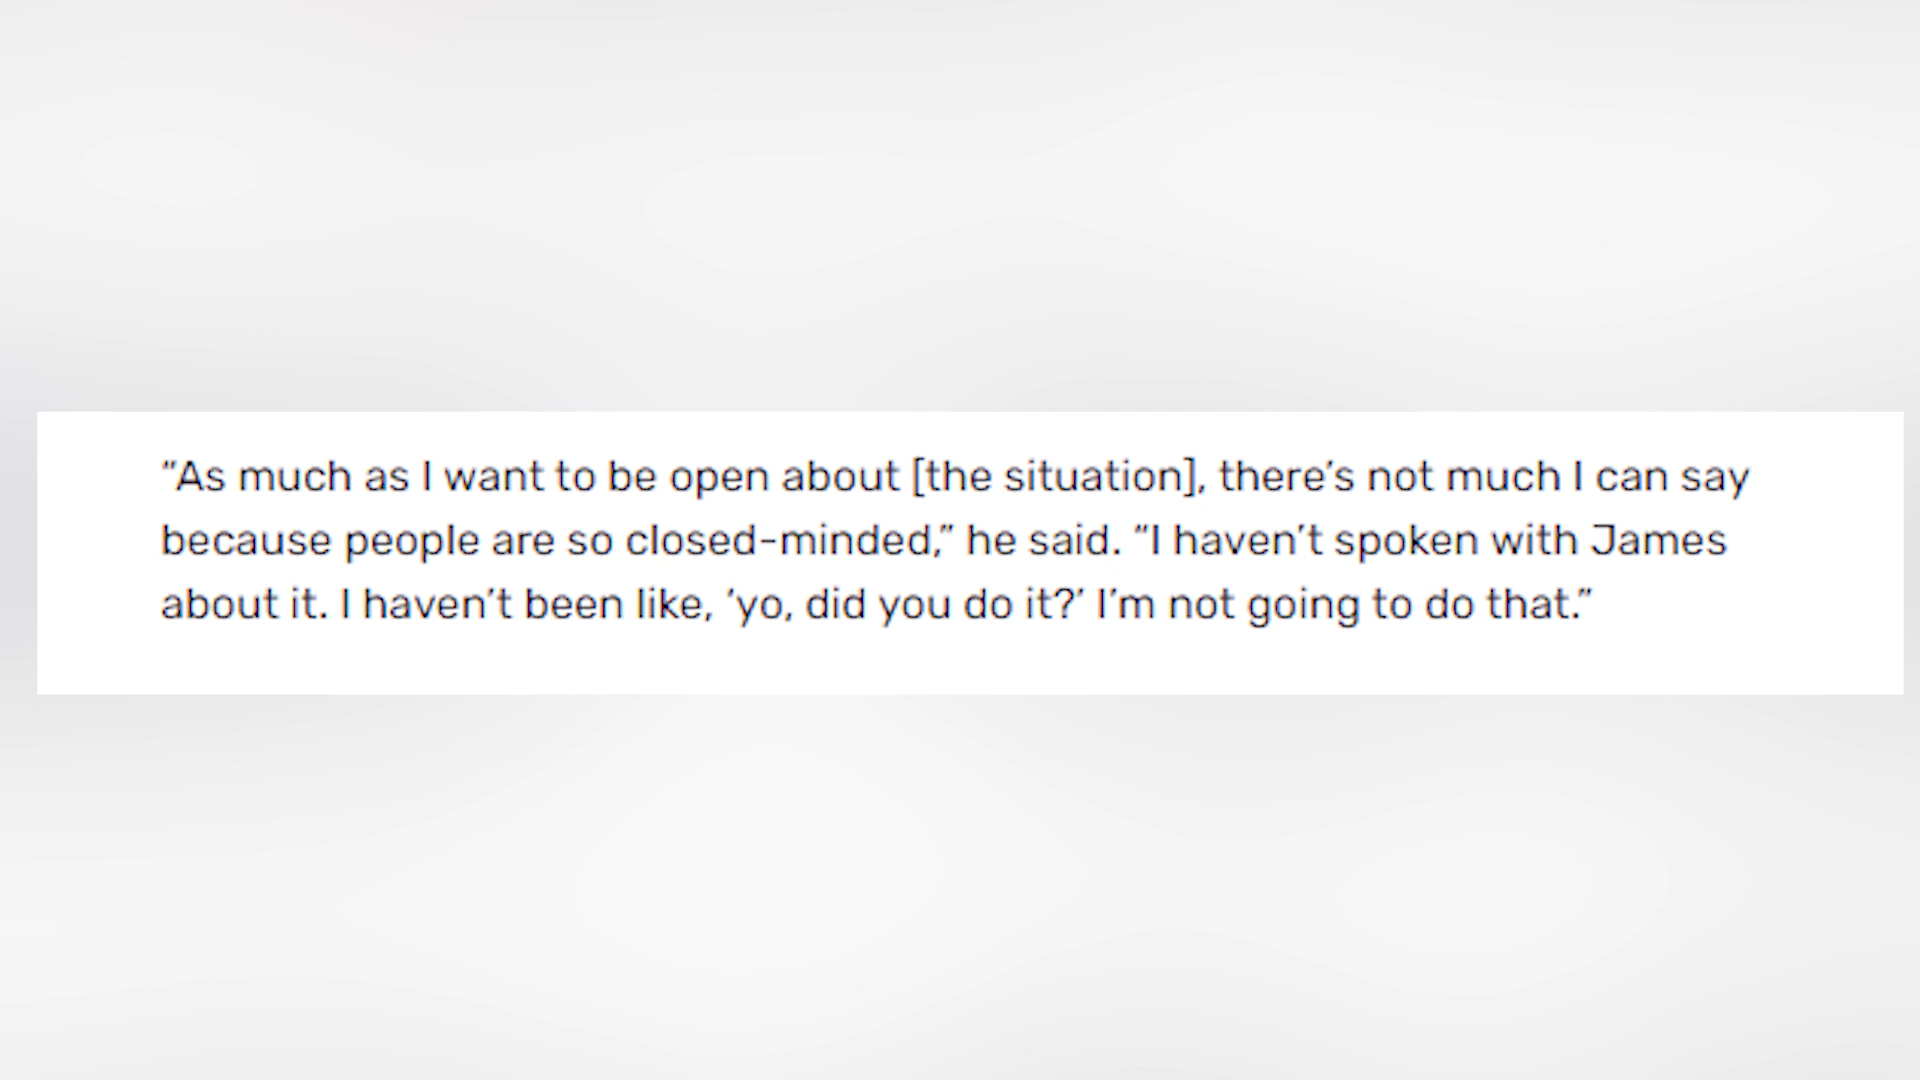 “As much as I want to be open about [the situation], there’s not much I can say
because people are so closed-minded,” he said. “I haven’t spoken with James
about it. I haven’t been like, ‘yo, did you do it?’ I’m not going to do that.”